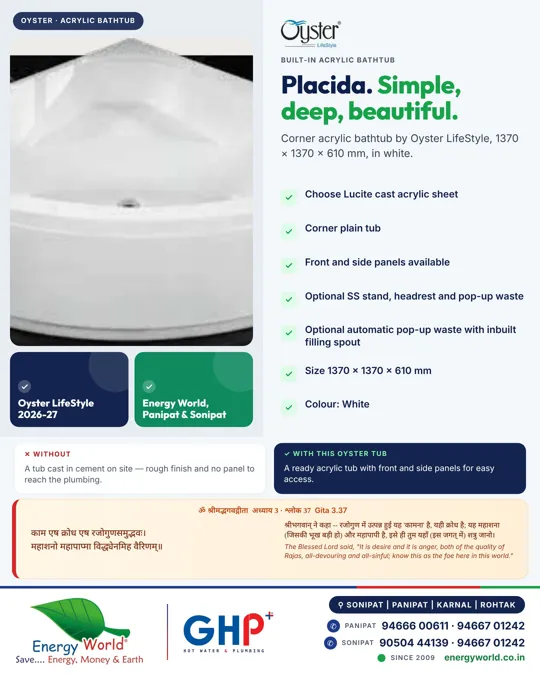 OYSTER · ACRYLIC BATHTUB
Oyster®
LifeStyle
BUILT-IN ACRYLIC BATHTUB
Placida. Simple,
deep, beautiful.
Corner acrylic bathtub by Oyster LifeStyle, 1370
× 1370 × 610 mm, in white.
Choose Lucite cast acrylic sheet
Corner plain tub
Front and side panels available
Optional SS stand, headrest and pop-up waste
Optional automatic pop-up waste with inbuilt
filling spout
Size 1370 × 1370 × 610 mm
Colour: White
Oyster LifeStyle
2026-27
Energy World,
Panipat & Sonipat
✕ WITHOUT
A tub cast in cement on site — rough finish and no panel to
reach the plumbing.
✓ WITH THIS OYSTER TUB
A ready acrylic tub with front and side panels for easy
access.
ॐ श्रीमद्भगवद्गीता अध्याय 3 · श्लोक 37 Gita 3.37
काम एष क्रोध एष रजोगुणसमुद्भवः।
महाशनो महापाप्मा विद्ध्येनमिह वैरिणम्॥
श्रीभगवान् ने कहा -- रजोगुण में उत्पन्न हुई यह 'कामना' है, यही क्रोध है; यह महाशना
(जिसकी भूख बड़ी हो) और महापापी है, इसे ही तुम यहाँ (इस जगत् में) शत्रु जानो।
The Blessed Lord said, "It is desire and it is anger, both of the quality of
Rajas, all-devouring and all-sinful; know this as the foe here in this world."
Energy World®
Save.... Energy, Money & Earth
GHP+
HOT WATER & PLUMBING
SONIPAT | PANIPAT | KARNAL | ROHTAK
PANIPAT 94666 00611 · 94667 01242
SONIPAT 90504 44139 · 94667 01242
SINCE 2009 energyworld.co.in